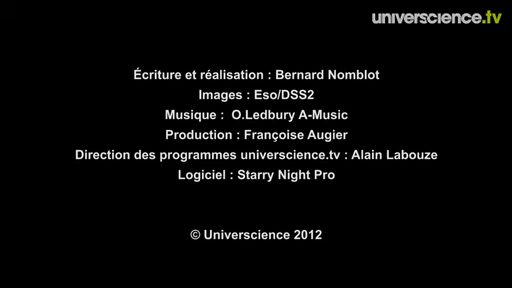 universcience.tv
Écriture et réalisation : Bernard Nomblot
Images : Eso/DSS2
Musique :  O.Ledbury A-Music
Production : Françoise Augier
Direction des programmes universcience.tv : Alain Labouze
Logiciel : Starry Night Pro
© Universcience 2012